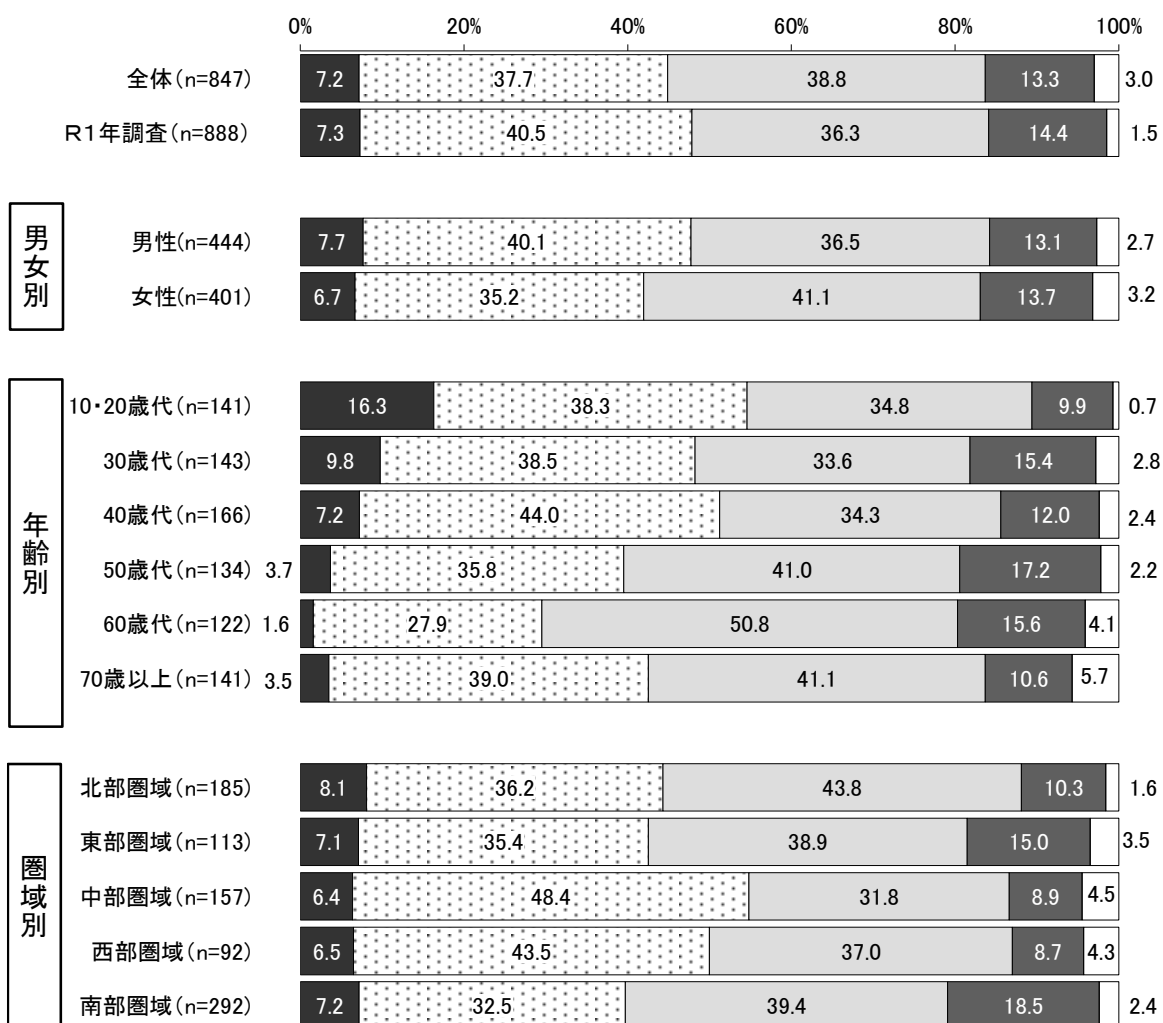 0% 20% 40% 60% 80% 100%
全体(n=847) 7.2 37.7 38.8 13.3 3.0
R1年調査(n=888) 7.3 40.5 36.3 14.4 1.5
男女別
男性(n=444) 7.7 40.1 36.5 13.1 2.7
女性(n=401) 6.7 35.2 41.1 13.7 3.2
年齢別
10・20歳代(n=141) 16.3 38.3 34.8 9.9 0.7
30歳代(n=143) 9.8 38.5 33.6 15.4 2.8
40歳代(n=166) 7.2 44.0 34.3 12.0 2.4
50歳代(n=134) 3.7 35.8 41.0 17.2 2.2
60歳代(n=122) 1.6 27.9 50.8 15.6 4.1
70歳以上(n=141) 3.5 39.0 41.1 10.6 5.7
圏域別
北部圏域(n=185) 8.1 36.2 43.8 10.3 1.6
東部圏域(n=113) 7.1 35.4 38.9 15.0 3.5
中部圏域(n=157) 6.4 48.4 31.8 8.9 4.5
西部圏域(n=92) 6.5 43.5 37.0 8.7 4.3
南部圏域(n=292) 7.2 32.5 39.4 18.5 2.4